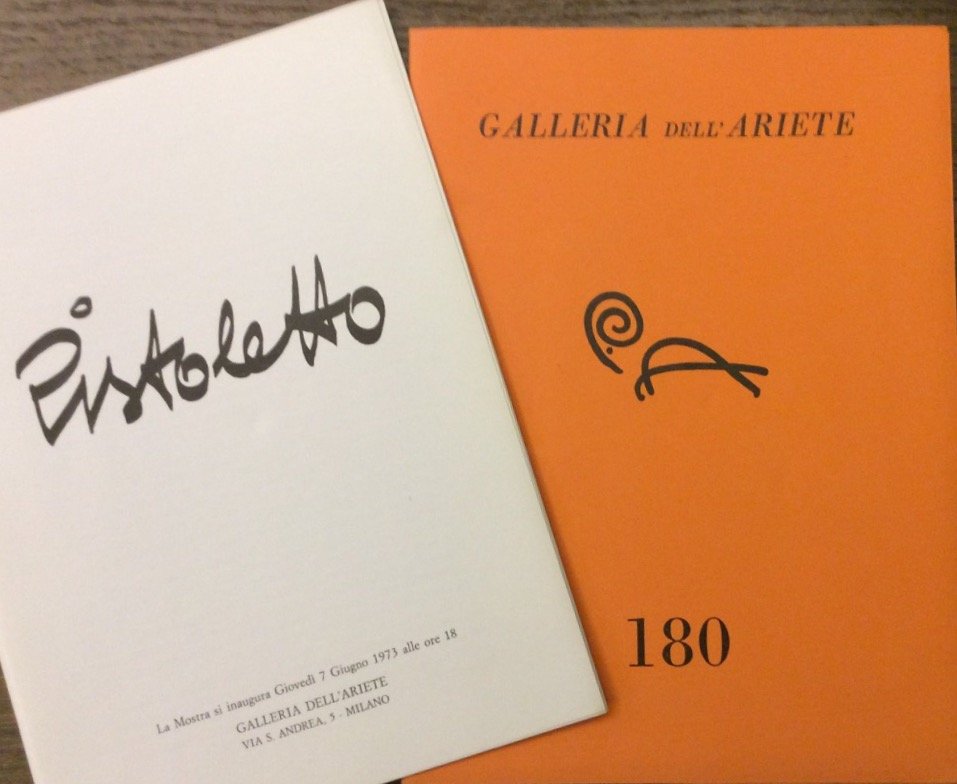 Pistoletto
La Mostra si inaugura Giovedì 7 Giugno 1973 alle ore 18
GALLERIA DELL'ARIETE
VIA S. ANDREA, 5 - MILANO
GALLERIA DELL'ARIETE
180